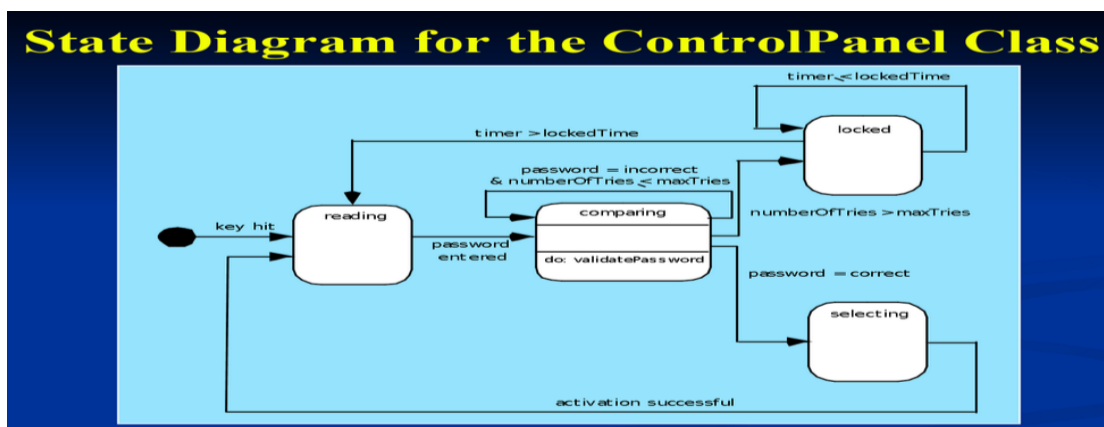 State Diagram for the ControlPanel Class
timer ≤ lockedTime
locked
timer > lockedTime
password = incorrect
& numberOfTries ≤ maxTries
reading
comparing
numberOfTries > maxTries
key hit
password
entered
do: validatePassword
password = correct
selecting
activation successful